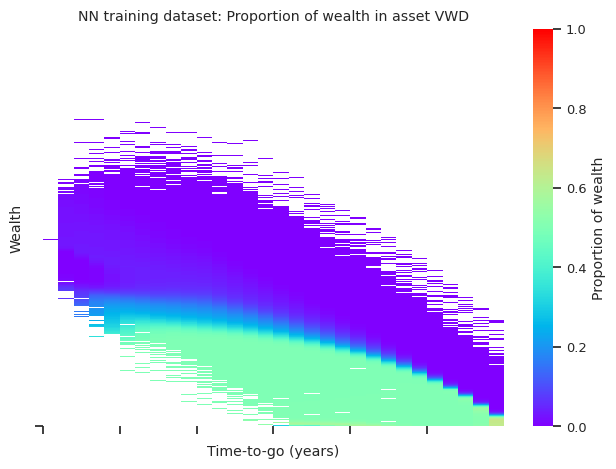 NN training dataset: Proportion of wealth in asset VWD
Wealth
Time-to-go (years)
1.0
0.8
0.6
0.4
0.2
0.0
Proportion of wealth